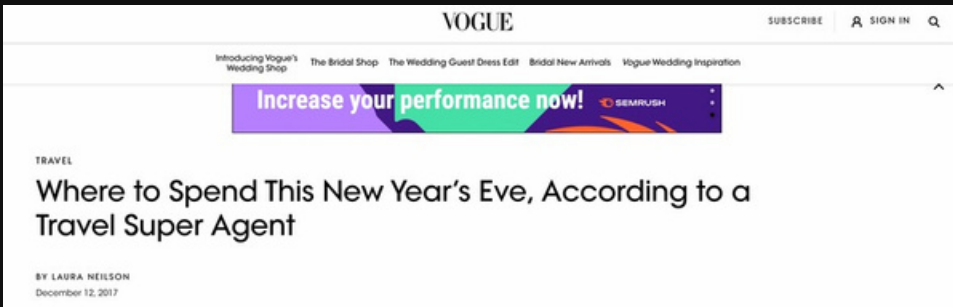 VOGUE
SUBSCRIBE
SIGN IN
Introducing Vogue's
Wedding Shop
The Bridal Shop
The Wedding Guest Dress Edit
Bridal New Arrivals
Vogue Wedding Inspiration
Increase your performance now!
SEMRUSH
TRAVEL
Where to Spend This New Year's Eve, According to a
Travel Super Agent
BY LAURA NEILSON
December 12, 2017